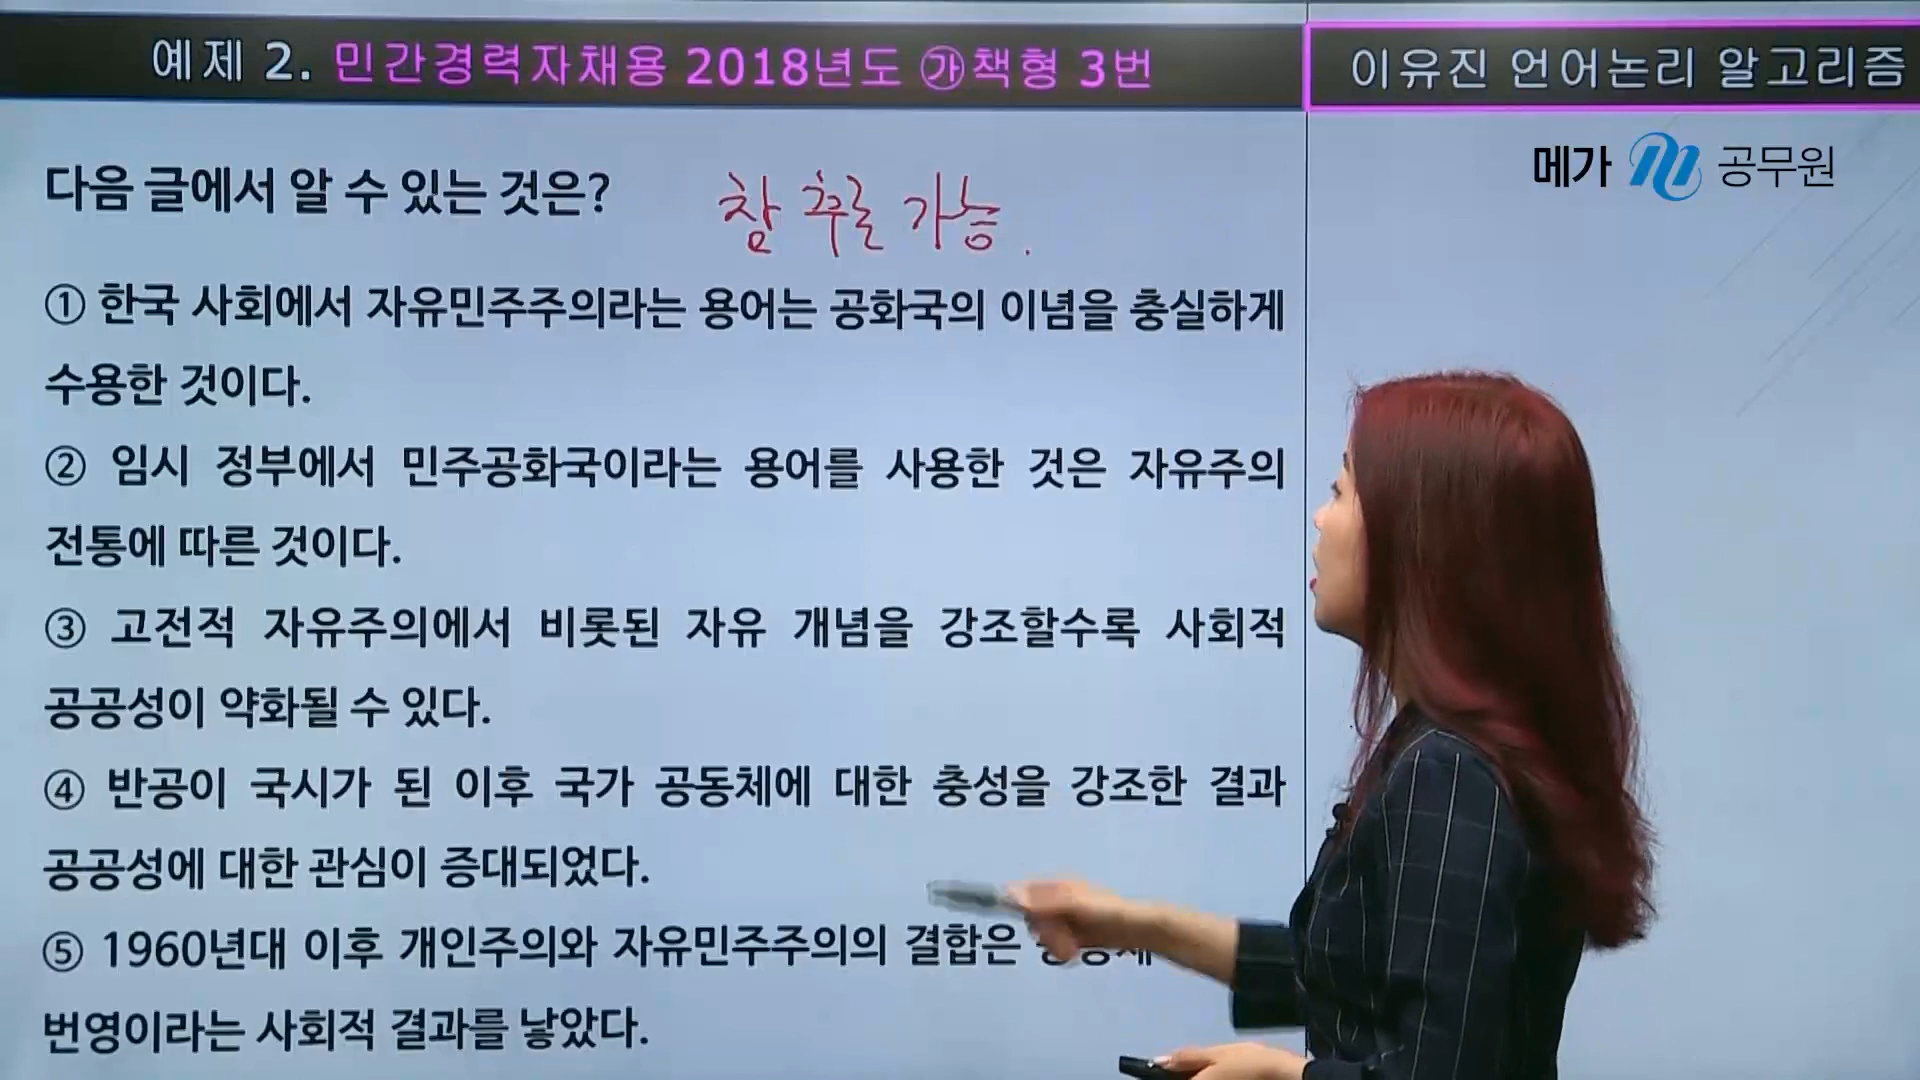 예제 2. 민간경력자채용 2018년도 ㉮책형 3번
이유진 언어논리 알고리즘
메가 공무원
다음 글에서 알 수 있는 것은?
참 추론 가능.
① 한국 사회에서 자유민주주의라는 용어는 공화국의 이념을 충실하게
수용한 것이다.
② 임시 정부에서 민주공화국이라는 용어를 사용한 것은 자유주의
전통에 따른 것이다.
③ 고전적 자유주의에서 비롯된 자유 개념을 강조할수록 사회적
공공성이 약화될 수 있다.
④ 반공이 국시가 된 이후 국가 공동체에 대한 충성을 강조한 결과
공공성에 대한 관심이 증대되었다.
⑤ 1960년대 이후 개인주의와 자유민주주의의 결합은
번영이라는 사회적 결과를 낳았다.